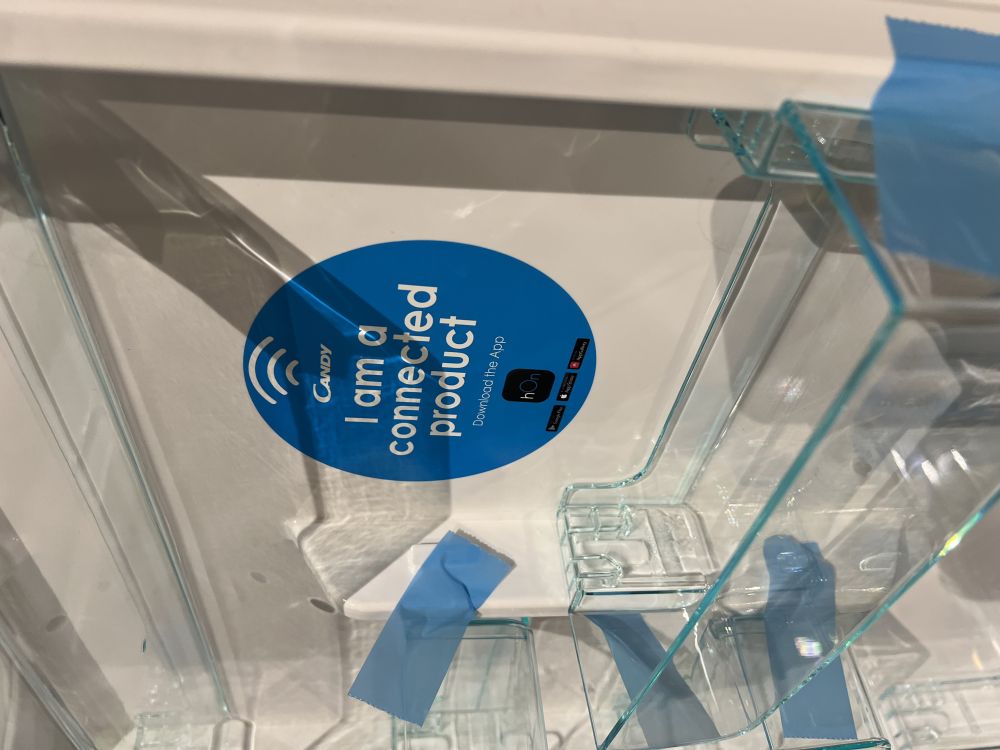 CANDY
I am a
connected
product
Download the App
hOn